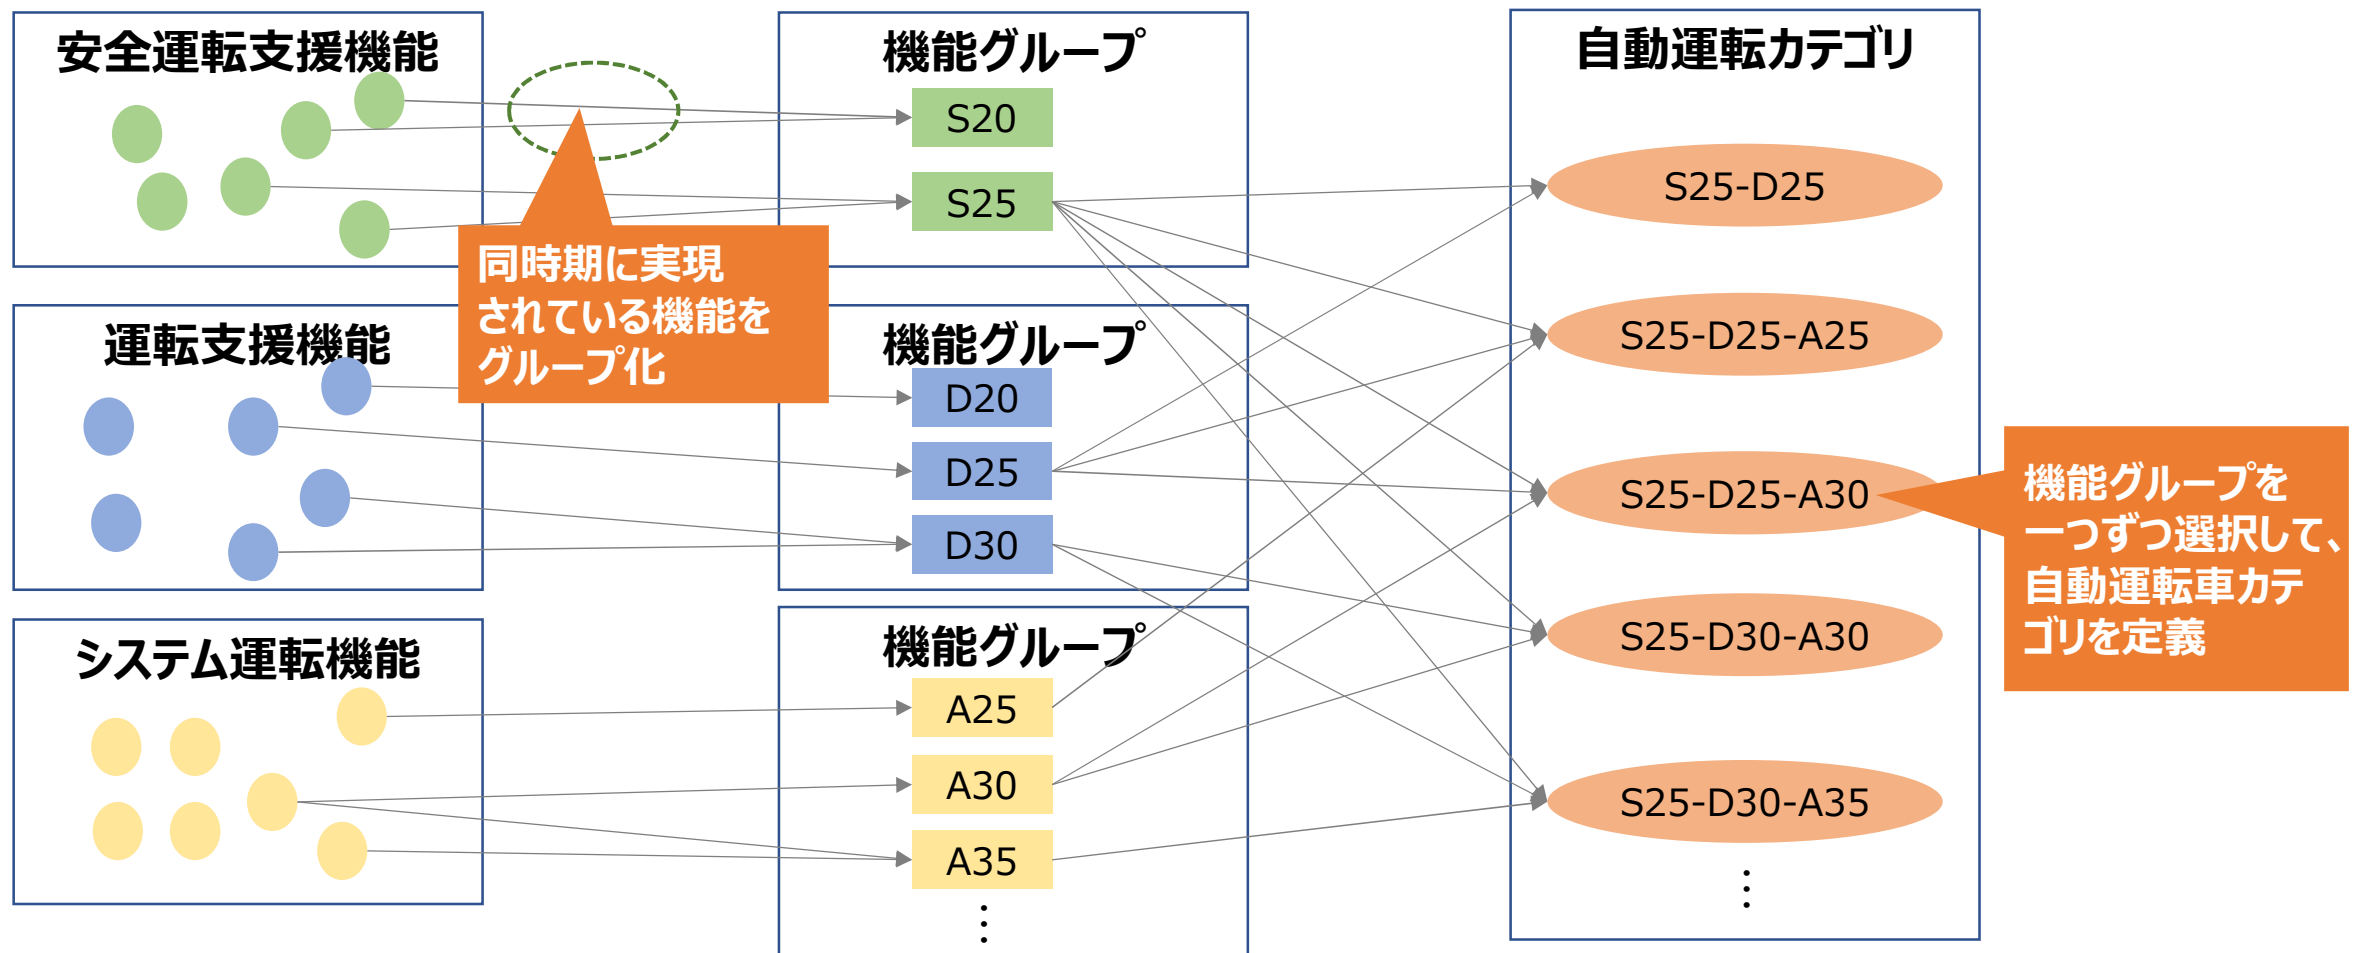 安全運転支援機能
機能グループ
S20
S25
同時期に実現
されている機能を
グループ化
運転支援機能
機能グループ
D20
D25
D30
システム運転機能
機能グループ
A25
A30
A35
…
自動運転カテゴリ
S25-D25
S25-D25-A25
S25-D25-A30
S25-D30-A30
S25-D30-A35
…
機能グループを
一つずつ選択して、
自動運転車カテ
ゴリを定義